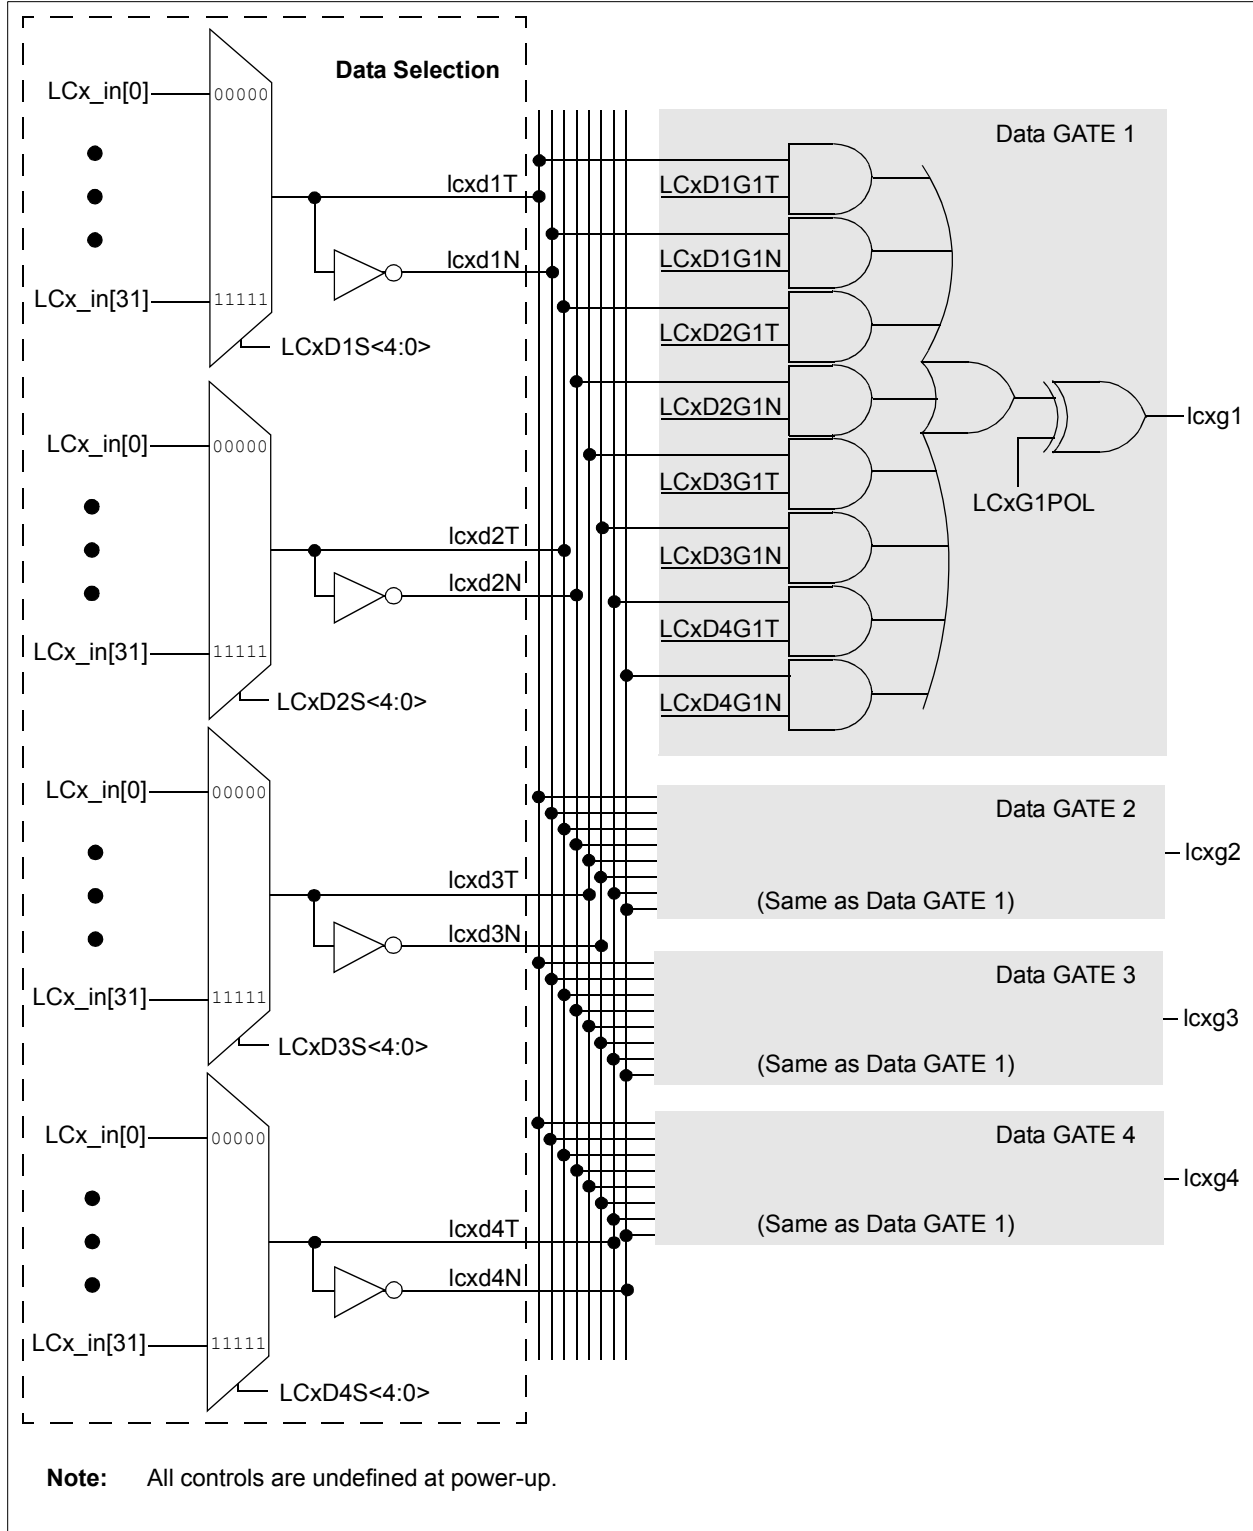 Data Selection
LCx_in[0]
00000
LCx_in[31]
11111
LCxD1S<4:0>
lcxd1T
lcxd1N
LCx_in[0]
00000
LCx_in[31]
11111
LCxD2S<4:0>
lcxd2T
lcxd2N
LCx_in[0]
00000
LCx_in[31]
11111
LCxD3S<4:0>
lcxd3T
lcxd3N
LCx_in[0]
00000
LCx_in[31]
11111
LCxD4S<4:0>
lcxd4T
lcxd4N
Data GATE 1
LCxD1G1T
LCxD1G1N
LCxD2G1T
LCxD2G1N
LCxD3G1T
LCxD3G1N
LCxD4G1T
LCxD4G1N
LCxG1POL
lcxg1
Data GATE 2
(Same as Data GATE 1)
lcxg2
Data GATE 3
(Same as Data GATE 1)
lcxg3
Data GATE 4
(Same as Data GATE 1)
lcxg4
Note: All controls are undefined at power-up.